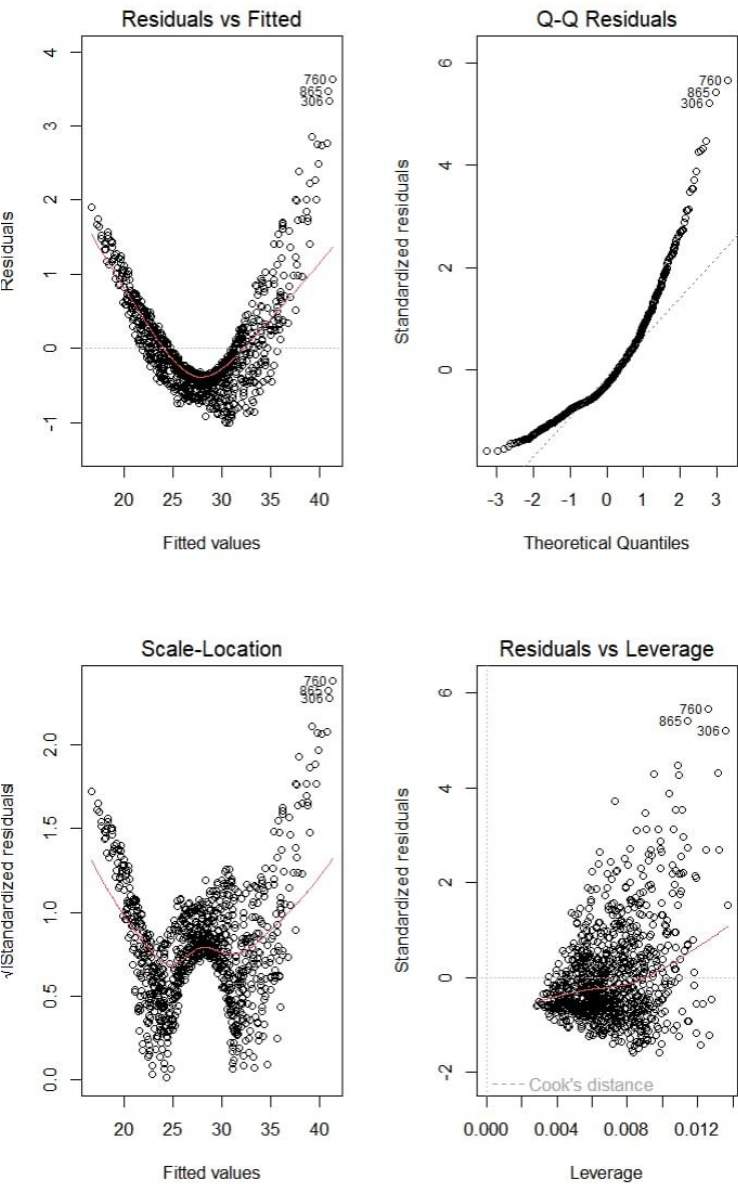 Residuals vs Fitted
Residuals
4
3
2
1
0
-1
760
865
306
20 25 30 35 40
Fitted values
Q-Q Residuals
Standardized residuals
6
4
2
0
760
865
306
-3 -2 -1 0 1 2 3
Theoretical Quantiles
Scale-Location
√|Standardized residuals|
2.0
1.5
1.0
0.5
0.0
760
865
306
20 25 30 35 40
Fitted values
Residuals vs Leverage
Standardized residuals
6
4
2
0
-2
760
865
306
Cook's distance
0.000 0.004 0.008 0.012
Leverage